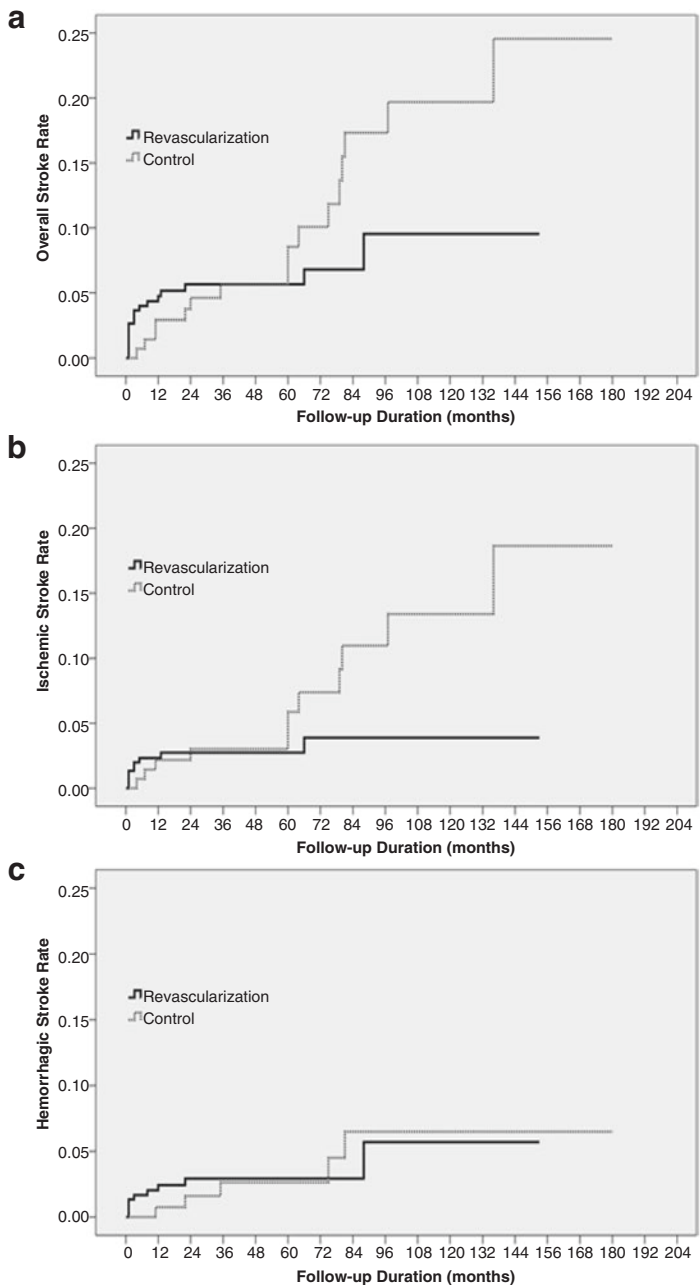 a
Overall Stroke Rate
0.25
0.20
0.15
0.10
0.05
0.00
Revascularization
Control
0 12 24 36 48 60 72 84 96 108 120 132 144 156 168 180 192 204
Follow-up Duration (months)
b
Ischemic Stroke Rate
0.25
0.20
0.15
0.10
0.05
0.00
Revascularization
Control
0 12 24 36 48 60 72 84 96 108 120 132 144 156 168 180 192 204
Follow-up Duration (months)
c
Hemorrhagic Stroke Rate
0.25
0.20
0.15
0.10
0.05
0.00
Revascularization
Control
0 12 24 36 48 60 72 84 96 108 120 132 144 156 168 180 192 204
Follow-up Duration (months)